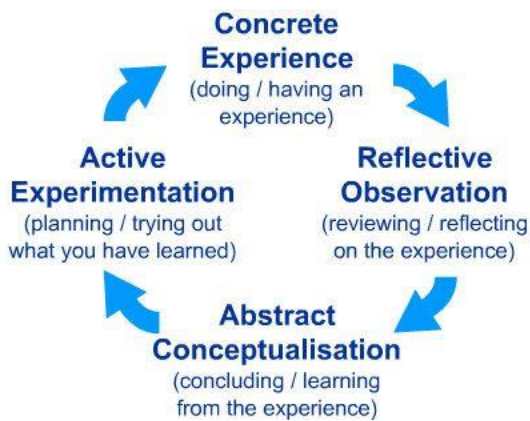 Concrete
Experience
(doing / having an
experience)
Reflective
Observation
(reviewing / reflecting
on the experience)
Abstract
Conceptualisation
(concluding / learning
from the experience)
Active
Experimentation
(planning / trying out
what you have learned)